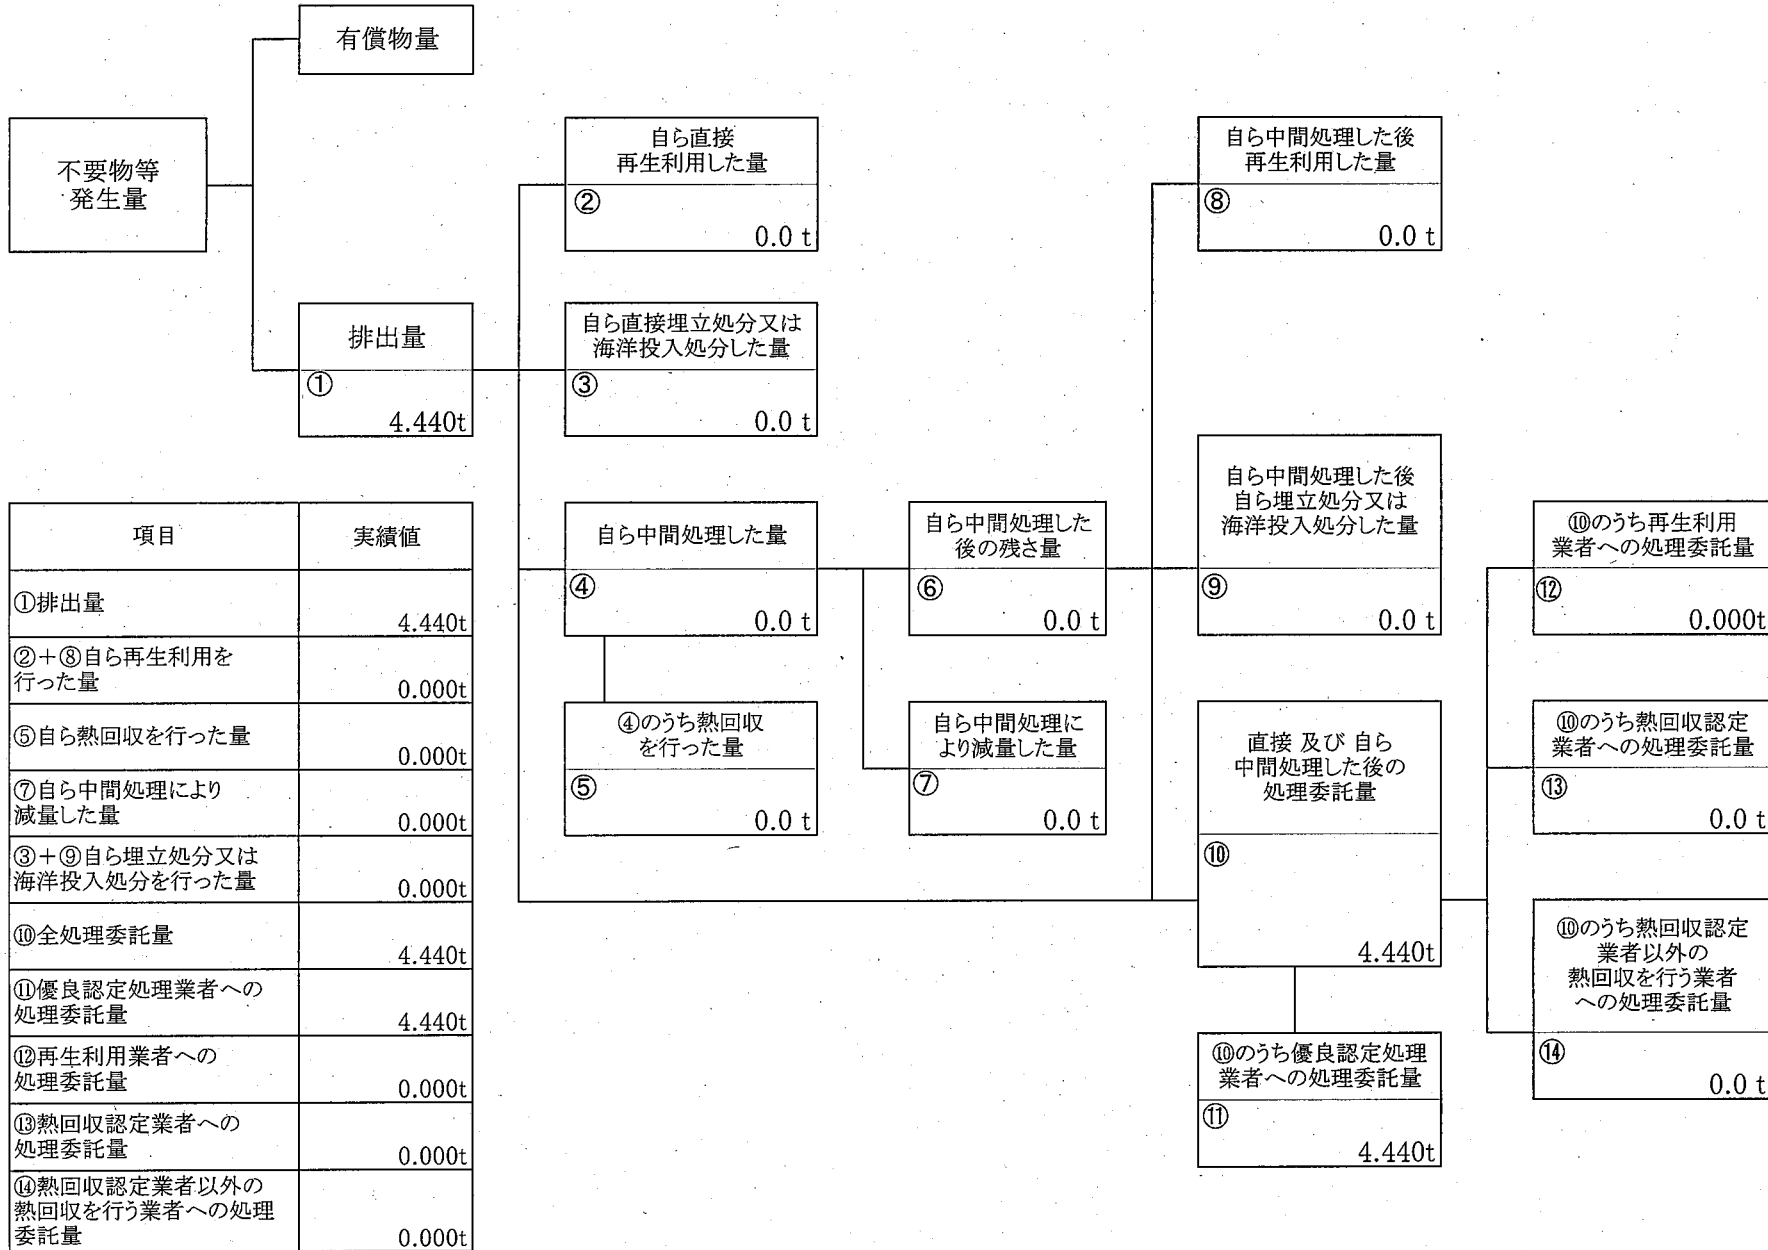 有償物量
不要物等
発生量
排出量
①
4.440t
自ら直接
再生利用した量
②
0.0 t
自ら直接埋立処分又は
海洋投入処分した量
③
0.0 t
自ら中間処理した量
④
0.0 t
④のうち熱回収
を行った量
⑤
0.0 t
自ら中間処理した
後の残さ量
⑥
0.0 t
自ら中間処理に
より減量した量
⑦
0.0 t
自ら中間処理した後
再生利用した量
⑧
0.0 t
自ら中間処理した後
自ら埋立処分又は
海洋投入処分した量
⑨
0.0 t
直接 及び 自ら
中間処理した後の
処理委託量
⑩
4.440t
⑩のうち優良認定処理
業者への処理委託量
⑪
4.440t
⑩のうち再生利用
業者への処理委託量
⑫
0.000t
⑩のうち熱回収認定
業者への処理委託量
⑬
0.0 t
⑩のうち熱回収認定
業者以外の
熱回収を行う業者
への処理委託量
⑭
0.0 t
項目 実績値
①排出量
4.440t
②＋⑧自ら再生利用を
行った量
0.000t
⑤自ら熱回収を行った量
0.000t
⑦自ら中間処理により
減量した量
0.000t
③＋⑨自ら埋立処分又は
海洋投入処分を行った量
0.000t
⑩全処理委託量
4.440t
⑪優良認定処理業者への
処理委託量
4.440t
⑫再生利用業者への
処理委託量
0.000t
⑬熱回収認定業者への
処理委託量
0.000t
⑭熱回収認定業者以外の
熱回収を行う業者への処理
委託量
0.000t